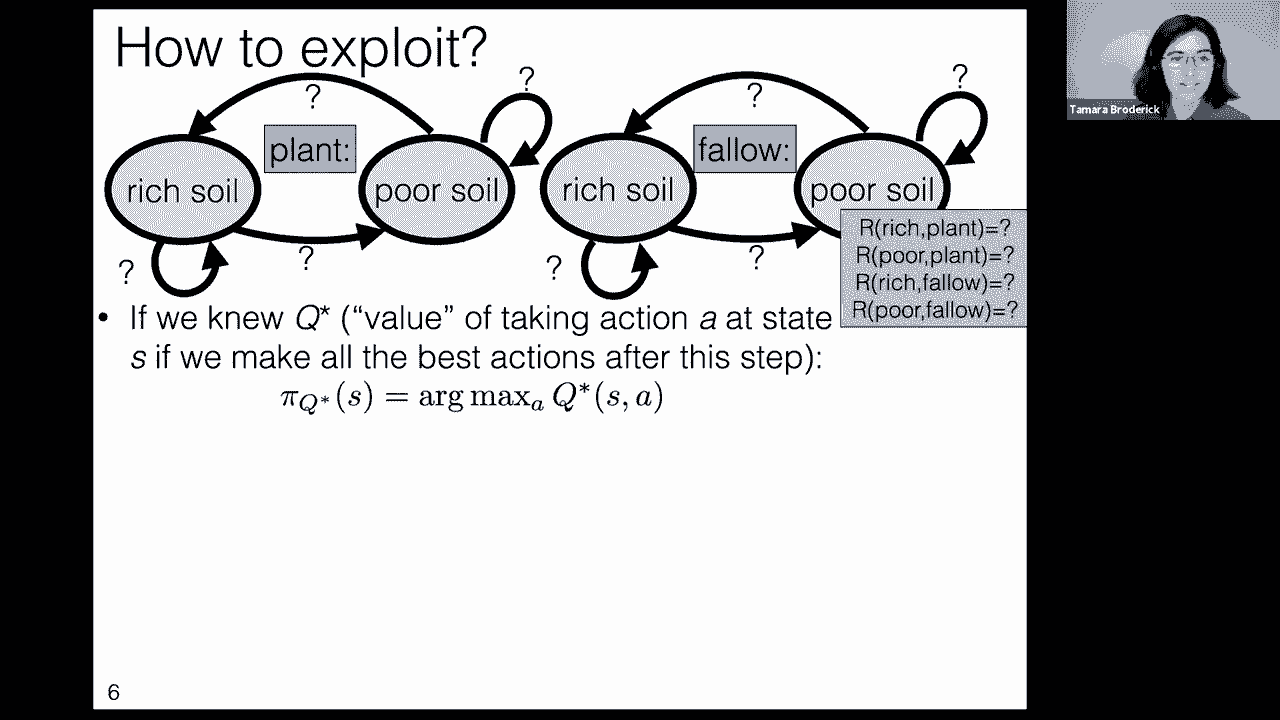 How to exploit?
?
?
?
?
plant:
fallow:
rich soil
poor soil
rich soil
poor soil
R(rich,plant)=?
R(poor,plant)=?
R(rich,fallow)=?
R(poor,fallow)=?
?
?
?
?
• If we knew Q* (“value” of taking action a at state
s if we make all the best actions after this step):
π_{Q*}(s) = arg max_a Q*(s, a)
6
Tamara Broderick